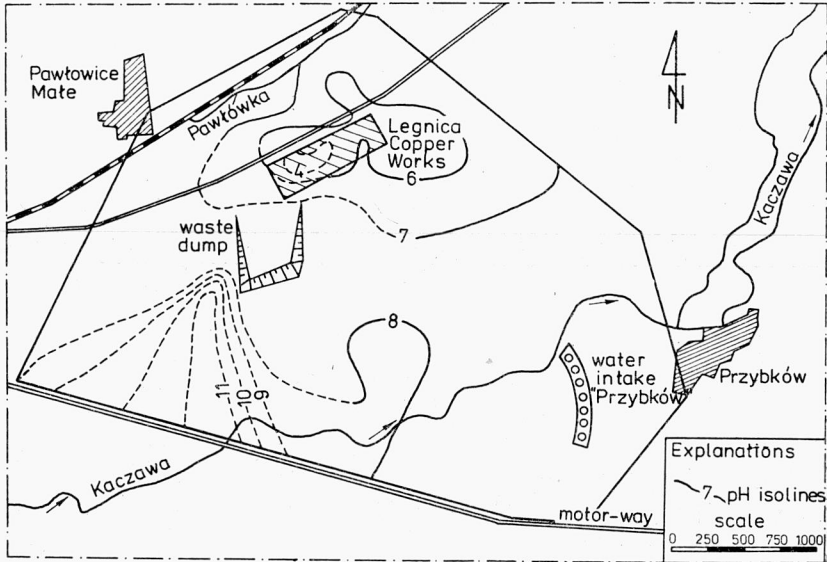 Pawłowice
Małe
Pawłówka
Legnica
Copper
Works
4
6
N
Kaczawa
waste
dump
7
8
11
10
9
water
intake
"Przybków"
Przybków
Kaczawa
motor-way
Explanations
7 pH isolines
scale
0 250 500 750 1000